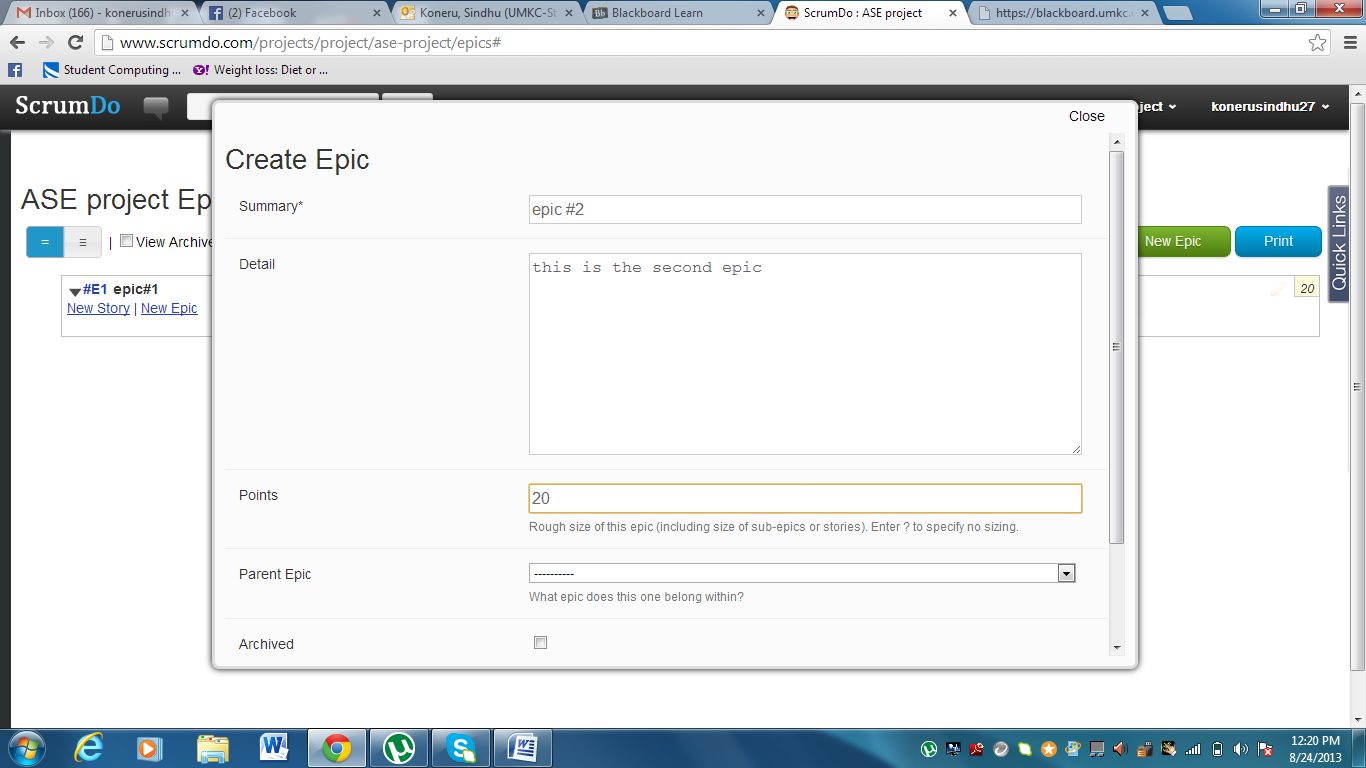 Inbox (166) - konerusindh
(2) Facebook
Koneru, Sindhu (UMKC-St
Bb Blackboard Learn
ScrumDo : ASE project
https://blackboard.umkc.
www.scrumdo.com/projects/project/ase-project/epics#
Student Computing ...
Weight loss: Diet or ...
ScrumDo
ject
konerusindhu27
Close
Create Epic
ASE project Ep
Summary*
epic #2
= ≡ | View Archive
New Epic
Print
Quick Links
Detail
this is the second epic
#E1 epic#1
20
New Story | New Epic
Points
20
Rough size of this epic (including size of sub-epics or stories). Enter ? to specify no sizing.
Parent Epic
----------
What epic does this one belong within?
Archived
12:20 PM
8/24/2013